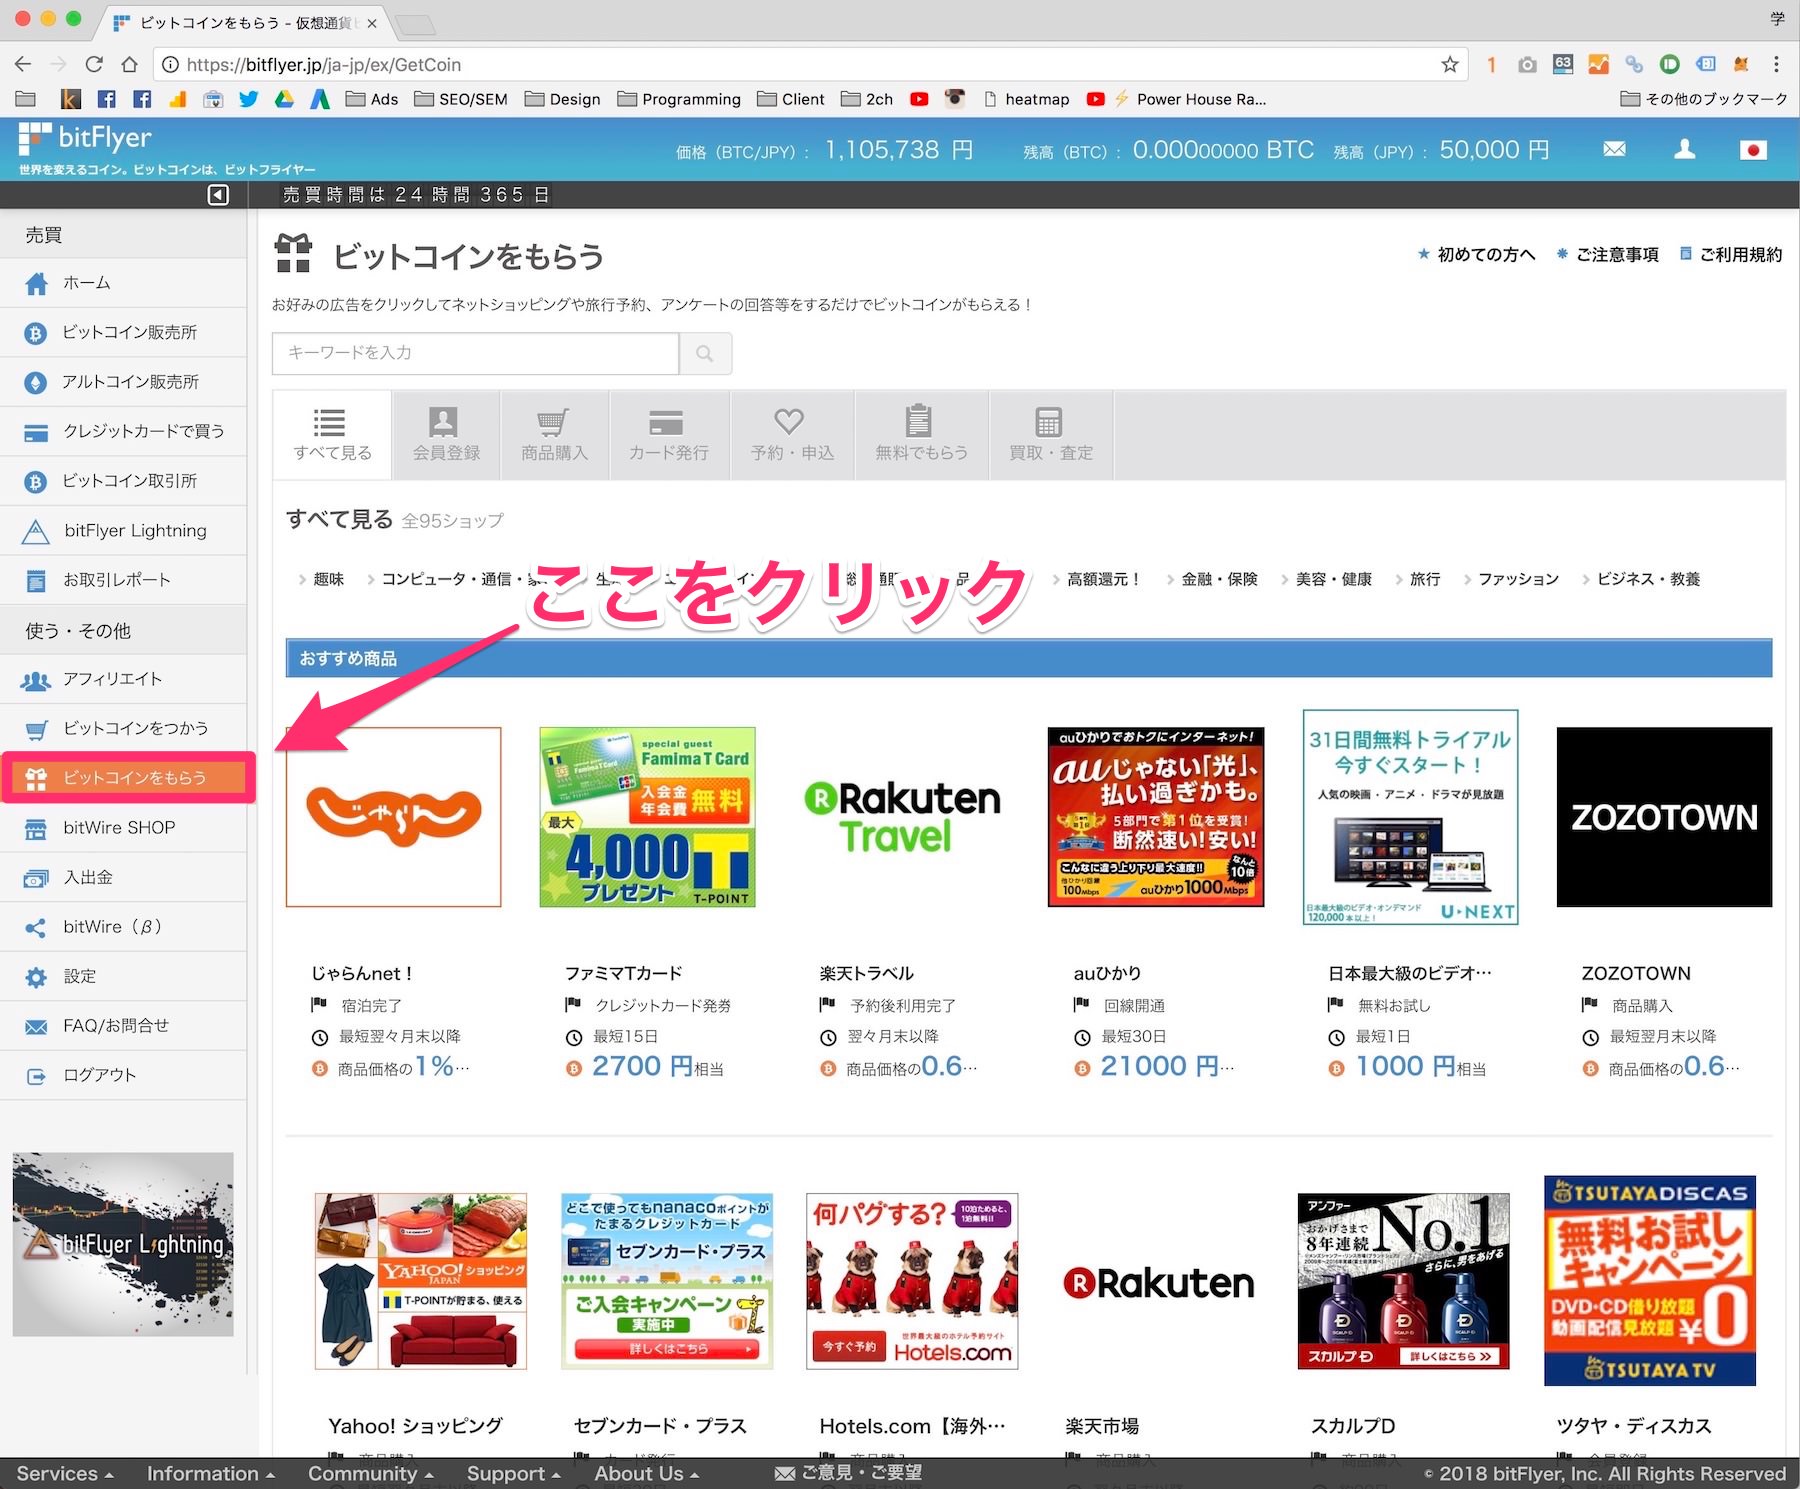 ビットコインをもらう - 仮想通貨ビ
学
https://bitflyer.jp/ja-jp/ex/GetCoin
1
63
Ads
SEO/SEM
Design
Programming
Client
2ch
heatmap
Power House Ra...
その他のブックマーク
bitFlyer
世界を変えるコイン。ビットコインは、ビットフライヤー
価格（BTC/JPY）: 1,105,738 円
残高（BTC）: 0.00000000 BTC
残高（JPY）: 50,000 円
売買時間は24時間365日
売買
ホーム
ビットコイン販売所
アルトコイン販売所
クレジットカードで買う
ビットコイン取引所
bitFlyer Lightning
お取引レポート
使う・その他
アフィリエイト
ビットコインをつかう
ビットコインをもらう
bitWire SHOP
入出金
bitWire（β）
設定
FAQ/お問合せ
ログアウト
bitFlyer Lightning
ビットコインをもらう
初めての方へ
ご注意事項
ご利用規約
お好みの広告をクリックしてネットショッピングや旅行予約、アンケートの回答等をするだけでビットコインがもらえる！
キーワードを入力
すべて見る
会員登録
商品購入
カード発行
予約・申込
無料でもらう
買取・査定
すべて見る 全95ショップ
趣味
コンピュータ・通信・
高額還元！
金融・保険
美容・健康
旅行
ファッション
ビジネス・教養
ここをクリック
おすすめ商品
じゃらん
special guest
Famima T Card
入会金
年会費
無料
最大
4,000
プレゼント
T-POINT
Rakuten
Travel
auひかりでおトクにインターネット!
auじゃない「光」、
払い過ぎかも。
5部門で第1位を受賞!
断然速い!安い!
こんなに違う上り下り最大速度!!
なんと
10倍
他ひかり回線
100Mbps
auひかり1000Mbps
31日間無料トライアル
今すぐスタート！
人気の映画・アニメ・ドラマが見放題
日本最大級のビデオ・オンデマンド
120,000本以上！
U-NEXT
ZOZOTOWN
じゃらんnet！
宿泊完了
最短翌々月末以降
商品価格の1%…
ファミマTカード
クレジットカード発券
最短15日
2700 円相当
楽天トラベル
予約後利用完了
翌々月末以降
商品価格の0.6…
auひかり
回線開通
最短30日
21000 円…
日本最大級のビデオ…
無料お試し
最短1日
1000 円相当
ZOZOTOWN
商品購入
最短翌月末以降
商品価格の0.6…
YAHOO!
JAPAN
ショッピング
T-POINTが貯まる、使える
どこで使ってもnanacoポイントが
たまるクレジットカード
セブンカード・プラス
ご入会キャンペーン
実施中
詳しくはこちら
何パグする?
10泊ためると、
1泊無料!!
今すぐ予約
世界最大級のホテル予約サイト
Hotels.com
Rakuten
アンファー
おかげさまで
8年連続
No.1
さらに、男をあげる
スカルプD
詳しくはこちら
TSUTAYA DISCAS
無料お試し
キャンペーン
DVD・CD借り放題
動画配信見放題
¥0
TSUTAYA TV
Yahoo! ショッピング
セブンカード・プラス
Hotels.com【海外…
楽天市場
スカルプD
ツタヤ・ディスカス
商品購入
カード発行
商品購入
商品購入
商品購入
会員登録
Services
Information
Community
Support
About Us
ご意見・ご要望
© 2018 bitFlyer, Inc. All Rights Reserved